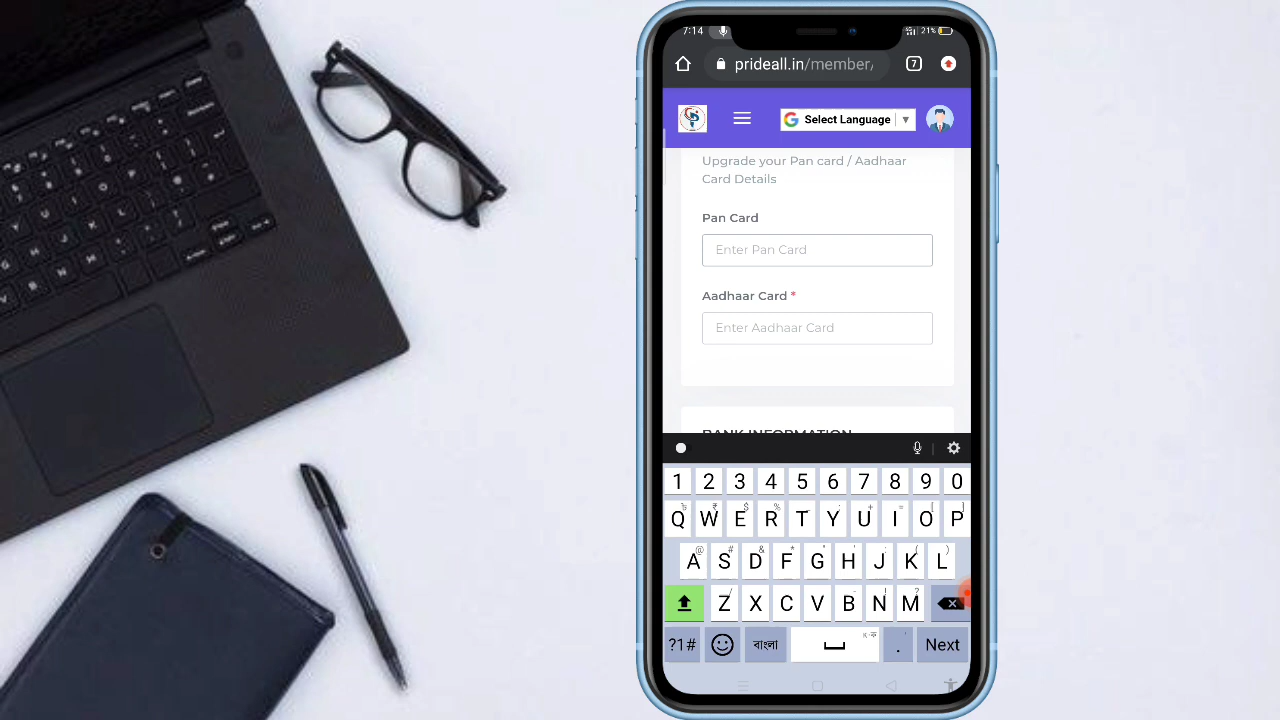 7:14
21%
prideall.in/member/
7
Select Language
Upgrade your Pan card / Aadhaar
Card Details
Pan Card
Enter Pan Card
Aadhaar Card *
Enter Aadhaar Card
BANK INFORMATION
1 2 3 4 5 6 7 8 9 0
Q W E R T Y U I O P
A S D F G H J K L
Z X C V B N M
?1# বাংলা . Next